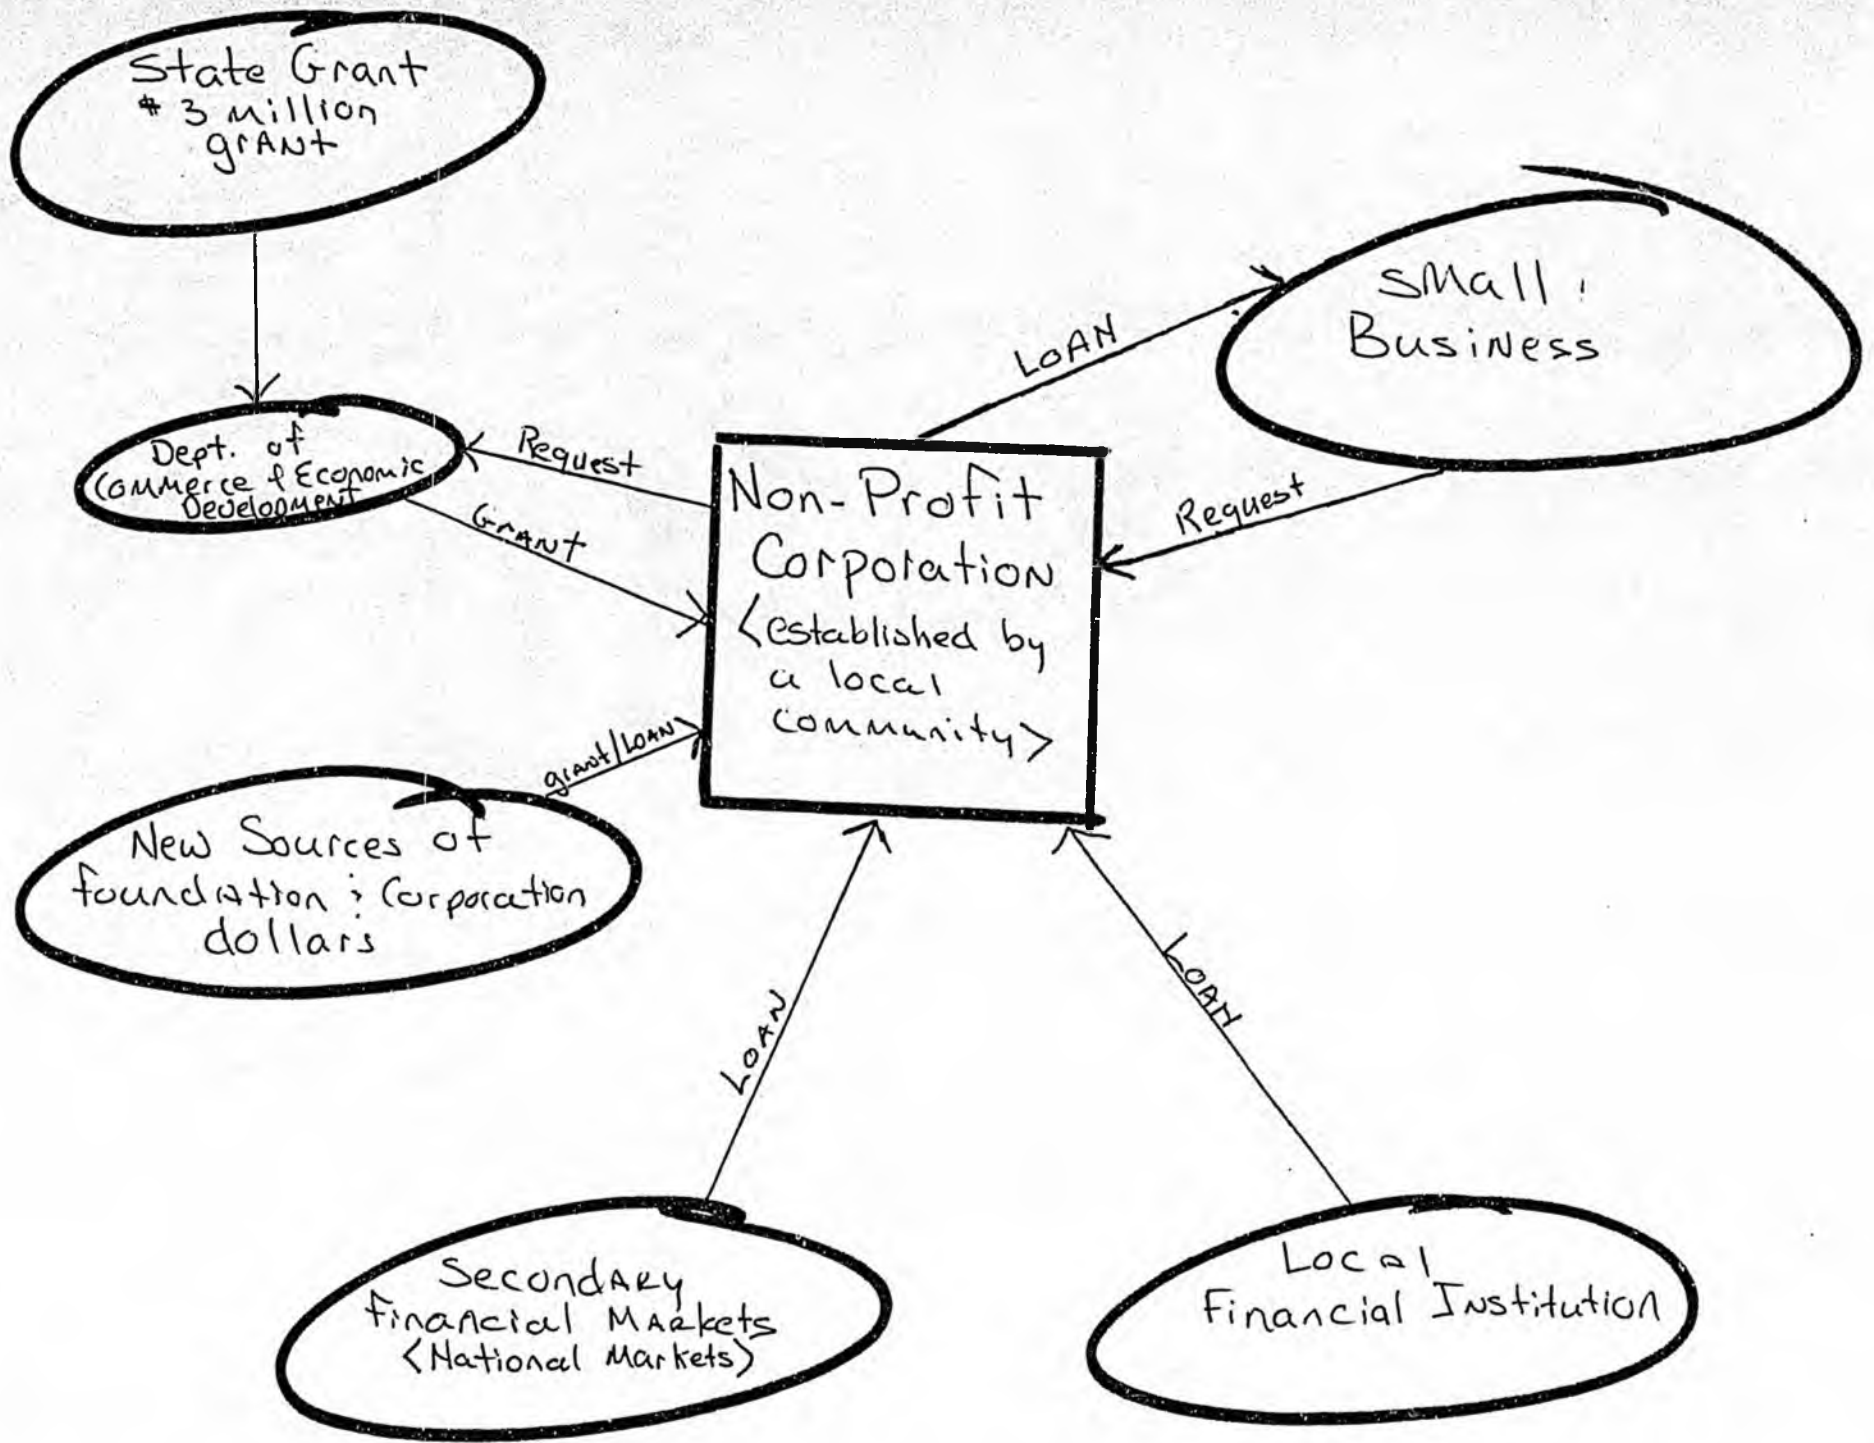 State Grant
$ 3 Million
grANt
Small
Business
LOAN
Dept. of
Commerce & Economic
Development
Request
Grant
Request
Non-Profit
Corporation
<established by
a local
community>
grant/LOAN
New Sources of
foundation & Corporation
dollars
LOAN
LOAN
Secondary
financial Markets
<National Markets>
Local
Financial Institution